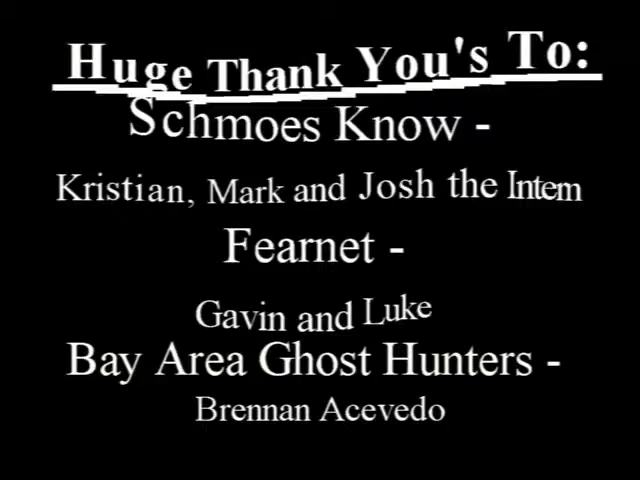 Huge Thank You's To:
Schmoes Know -
Kristian, Mark and Josh the Intern
Fearnet -
Gavin and Luke
Bay Area Ghost Hunters -
Brennan Acevedo